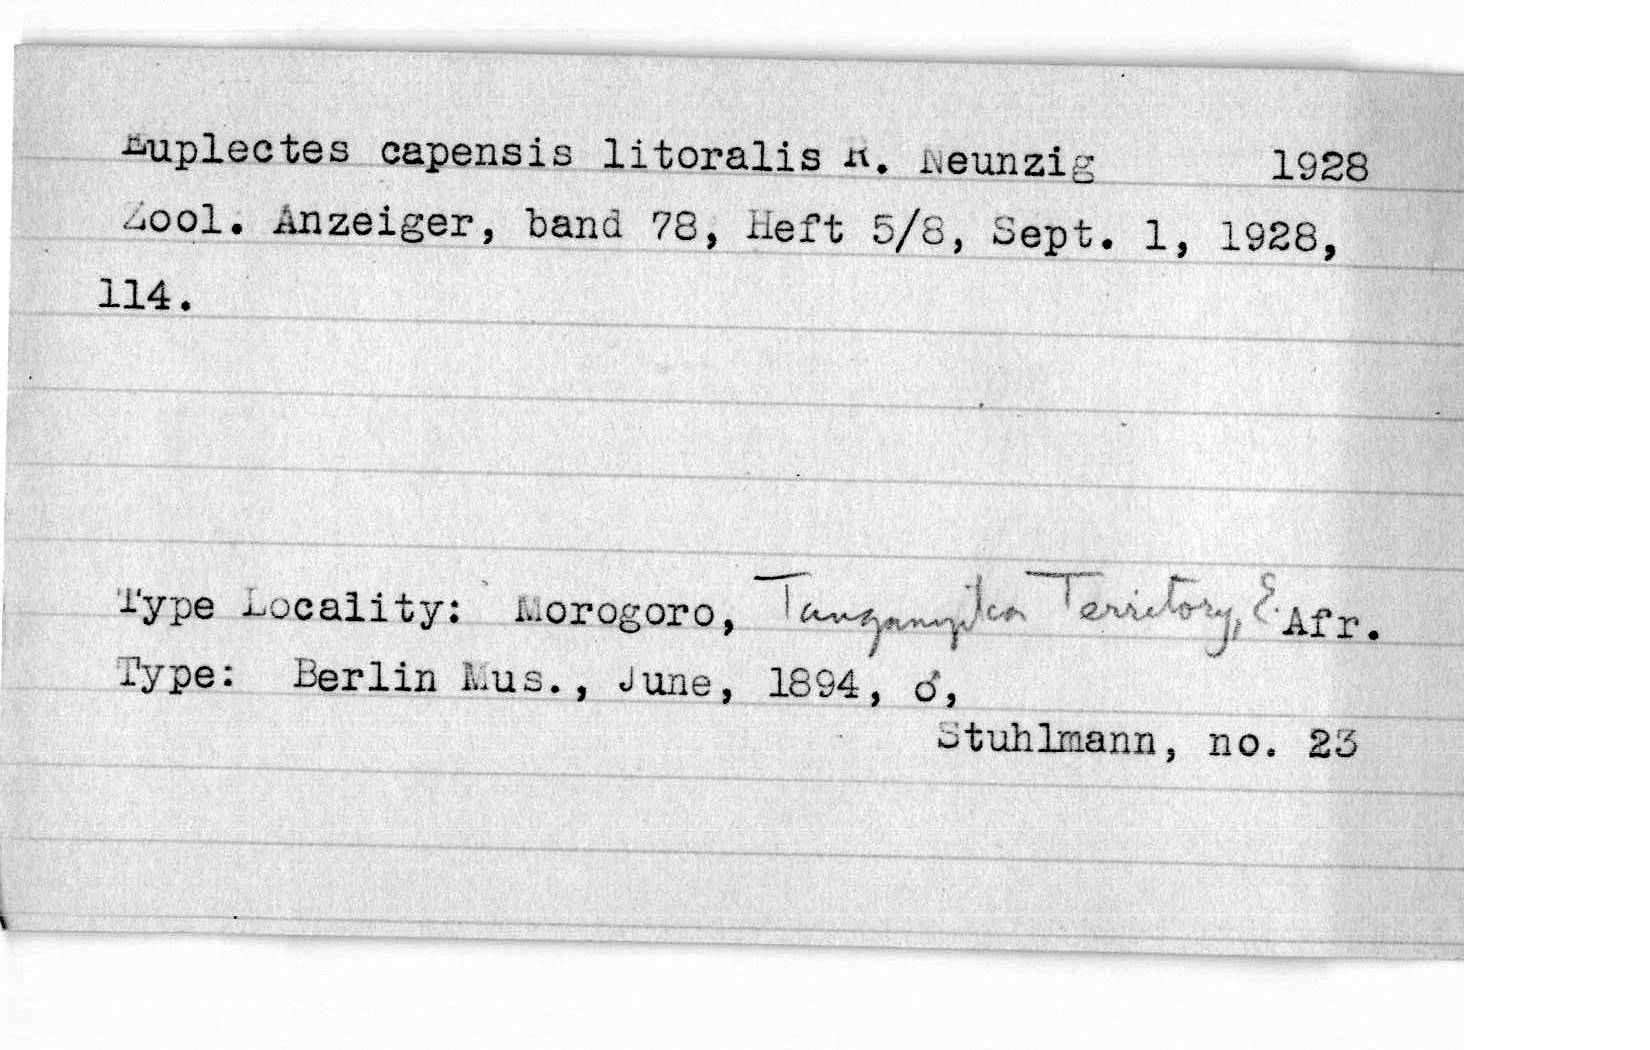 Euplectes capensis litoralis R. Neunzig 1928
Zool. Anzeiger, band 78, Heft 5/8, Sept. 1, 1928,
114.
Type Locality: Morogoro, Tanganyika Territory, E. Afr.
Type: Berlin Mus., June, 1894, ♂,
Stuhlmann, no. 23